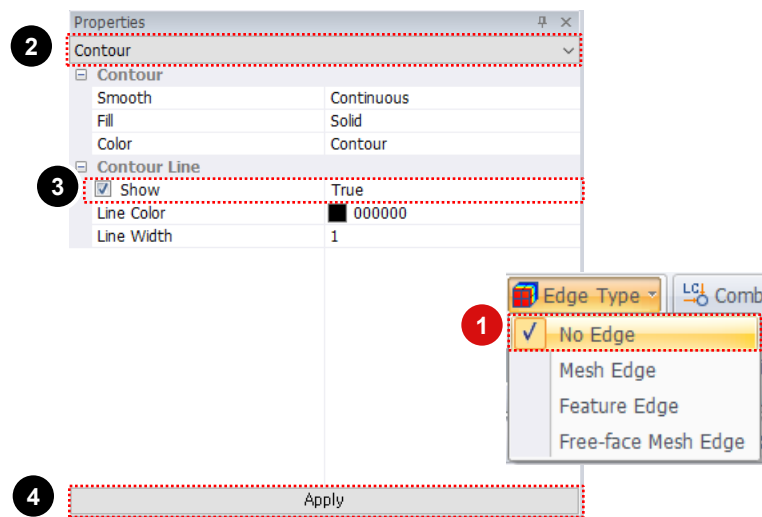 Properties
2
Contour
Contour
Smooth Continuous
Fill Solid
Color Contour
Contour Line
3
Show True
Line Color 000000
Line Width 1
Edge Type LC Comb
1
No Edge
Mesh Edge
Feature Edge
Free-face Mesh Edge
4
Apply